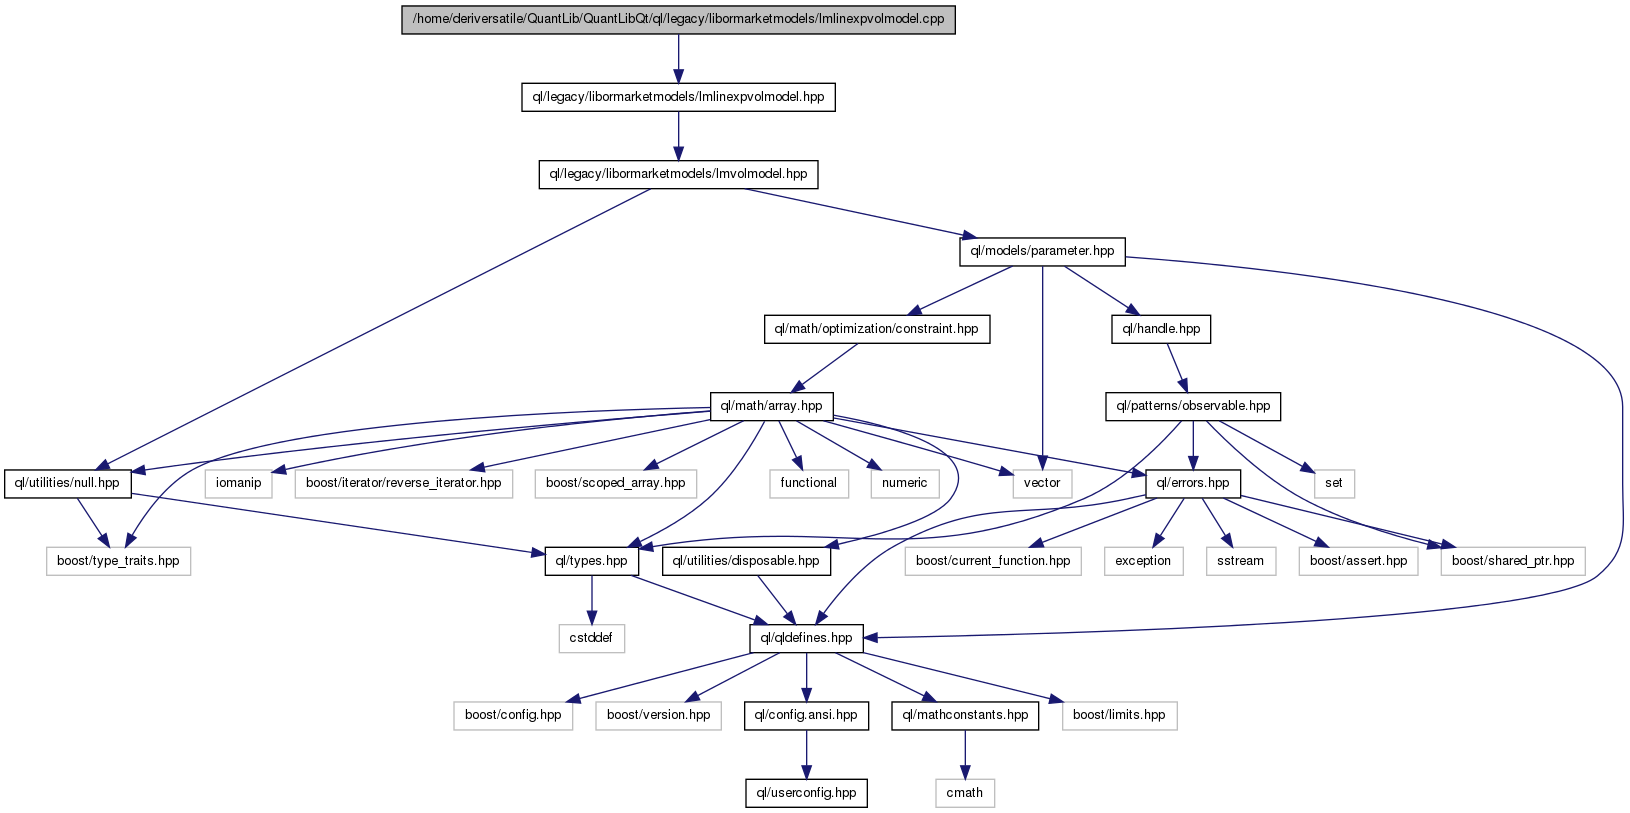 /home/deriversatile/QuantLib/QuantLibQt/ql/legacy/libormarketmodels/lmlinexpvolmodel.cpp
ql/legacy/libormarketmodels/lmlinexpvolmodel.hpp
ql/legacy/libormarketmodels/lmvolmodel.hpp
ql/models/parameter.hpp
ql/math/optimization/constraint.hpp
ql/handle.hpp
ql/math/array.hpp
ql/patterns/observable.hpp
ql/utilities/null.hpp
iomanip
boost/iterator/reverse_iterator.hpp
boost/scoped_array.hpp
functional
numeric
vector
ql/errors.hpp
set
boost/type_traits.hpp
ql/types.hpp
ql/utilities/disposable.hpp
boost/current_function.hpp
exception
sstream
boost/assert.hpp
boost/shared_ptr.hpp
cstddef
ql/qldefines.hpp
boost/config.hpp
boost/version.hpp
ql/config.ansi.hpp
ql/mathconstants.hpp
boost/limits.hpp
ql/userconfig.hpp
cmath